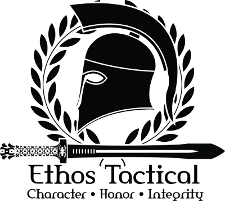 Ethos Tactical
Character • Honor • Integrity